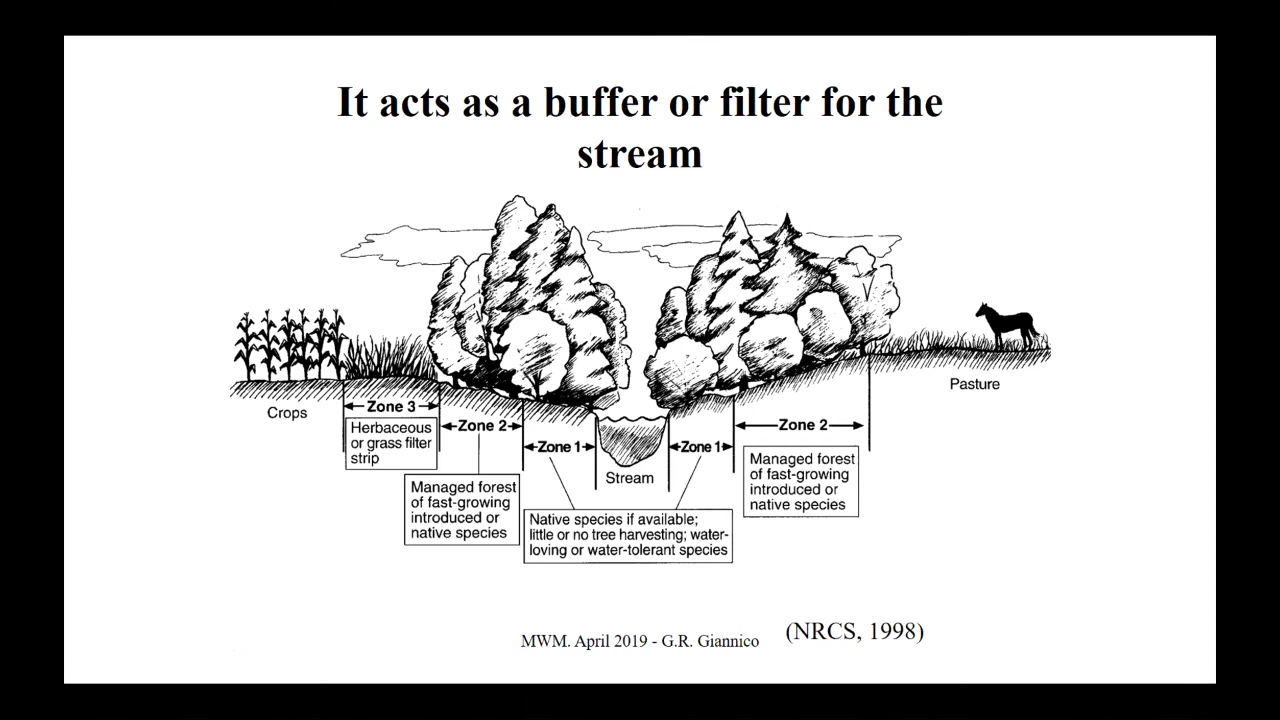 It acts as a buffer or filter for the
stream
Crops
Zone 3
Herbaceous
or grass filter
strip
Zone 2
Managed forest
of fast-growing
introduced or
native species
Zone 1
Stream
Zone 1
Native species if available;
little or no tree harvesting; water-
loving or water-tolerant species
Zone 2
Managed forest
of fast-growing
introduced or
native species
Pasture
MWM. April 2019 - G.R. Giannico
(NRCS, 1998)